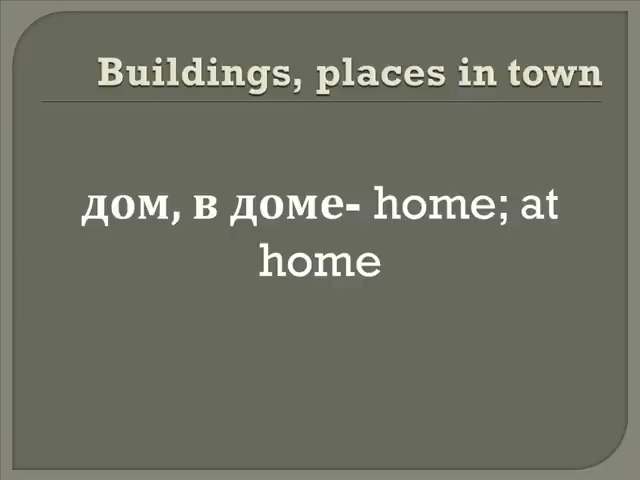 Buildings, places in town
дом, в доме- home; at
home